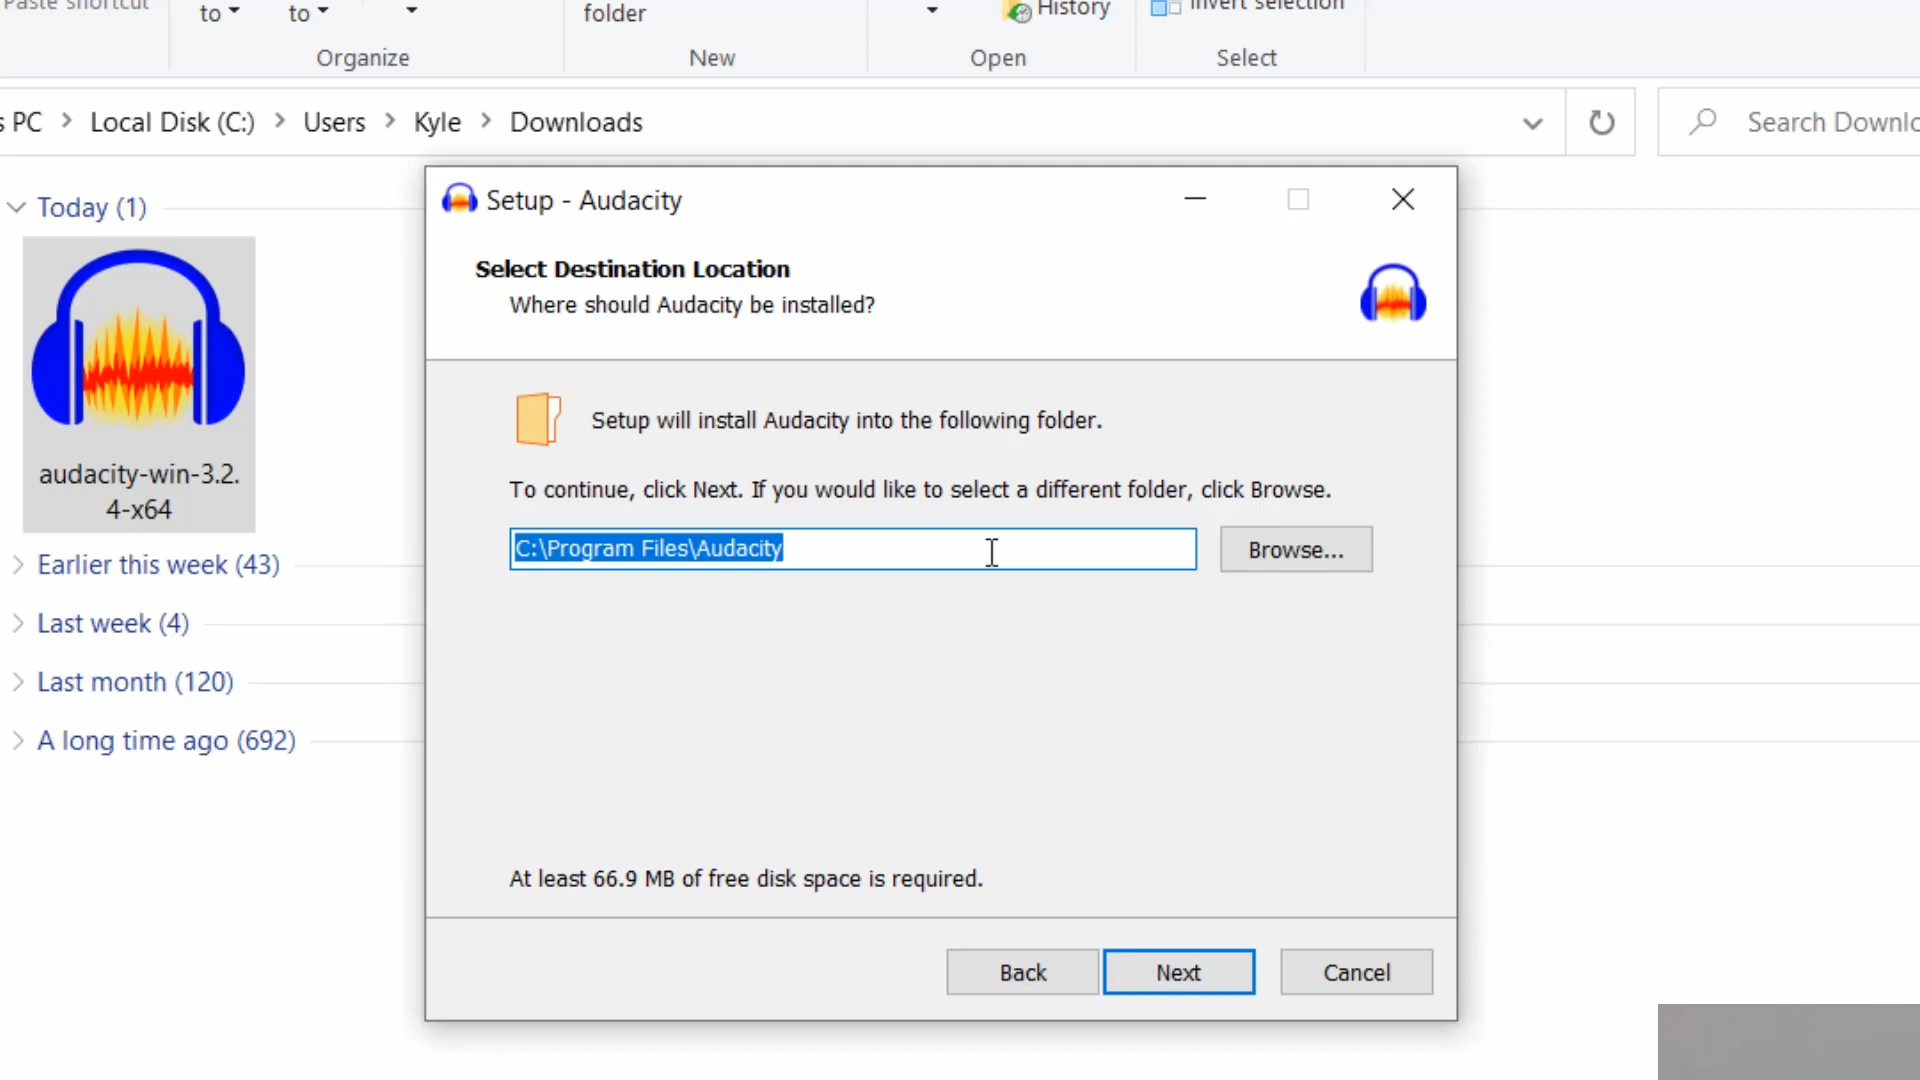 Paste shortcut
to
to
folder
History
Invert selection
Organize
New
Open
Select
PC > Local Disk (C:) > Users > Kyle > Downloads
Search
Today (1)
Setup - Audacity
Select Destination Location
Where should Audacity be installed?
audacity-win-3.2.
4-x64
Setup will install Audacity into the following folder.
To continue, click Next. If you would like to select a different folder, click Browse.
C:\Program Files\Audacity
Browse...
Earlier this week (43)
Last week (4)
Last month (120)
A long time ago (692)
At least 66.9 MB of free disk space is required.
Back
Next
Cancel